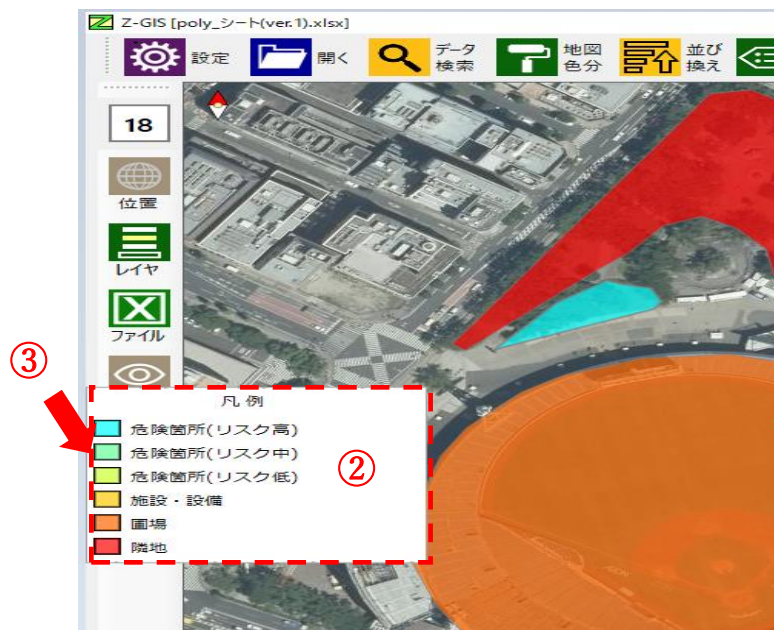 Z-GIS [poly_シート(ver.1).xlsx]
設定 開く データ検索 地図色分 並び換え
18
位置
レイヤ
ファイル
③
凡例
危険箇所(リスク高)
危険箇所(リスク中)
②
危険箇所(リスク低)
施設・設備
圃場
隣地